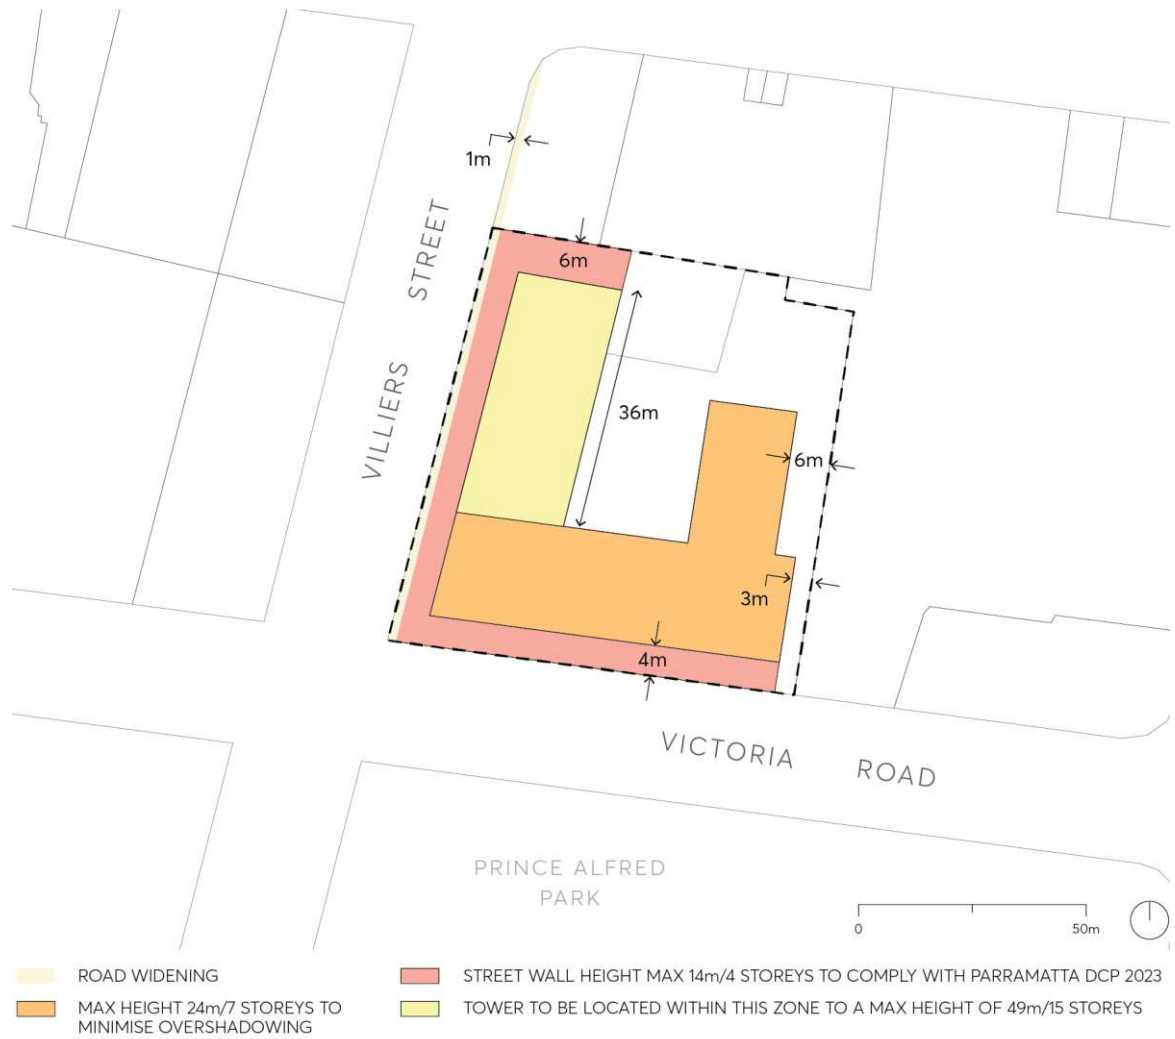 1m
STREET
6m
VILLIERS
36m
6m
3m
4m
VICTORIA ROAD
PRINCE ALFRED
PARK
0 50m
ROAD WIDENING
MAX HEIGHT 24m/7 STOREYS TO
MINIMISE OVERSHADOWING
STREET WALL HEIGHT MAX 14m/4 STOREYS TO COMPLY WITH PARRAMATTA DCP 2023
TOWER TO BE LOCATED WITHIN THIS ZONE TO A MAX HEIGHT OF 49m/15 STOREYS